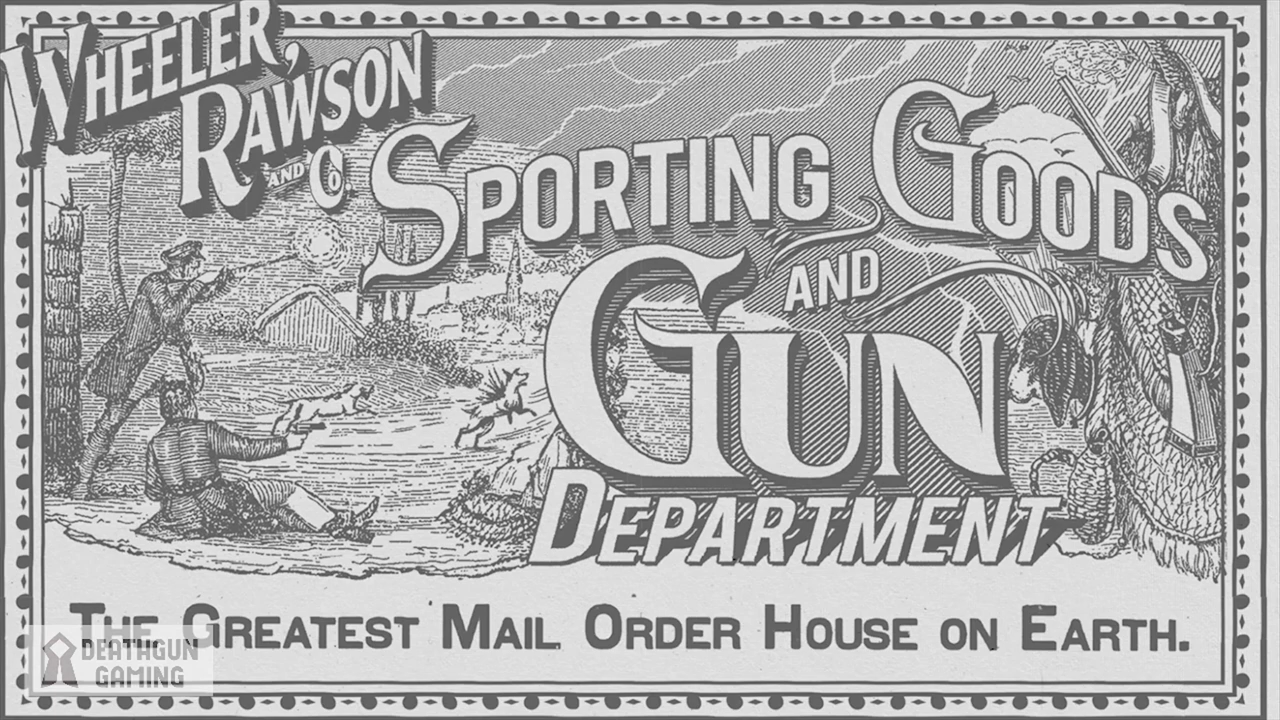 WHEELER,
RAWSON
AND CO.
SPORTING GOODS
AND
GUN
DEPARTMENT
THE GREATEST MAIL ORDER HOUSE ON EARTH.
DEATHGUN
GAMING